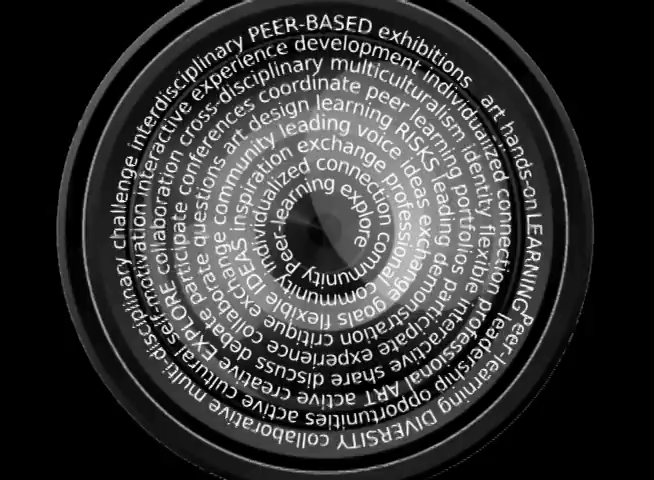 Peer-learning DIVERSITY collaborative multi-disciplinary challenge interdisciplinary PEER-BASED exhibitions art hands-on LEARNING
leadership opportunities active cultural self-motivation interactive experience development individualized connection
professional ART active creative EXPLORE collaboration cross-disciplinary multiculturalism identity flexible
interactive share discuss debate participate conferences coordinate peer learning portfolios
participate experience collaborate questions art design learning RISKS leading
demonstration critique exchange community leading voice ideas exchange
goals flexible IDEAS inspiration exchange professional
community individualized connection
community Peer-learning explore